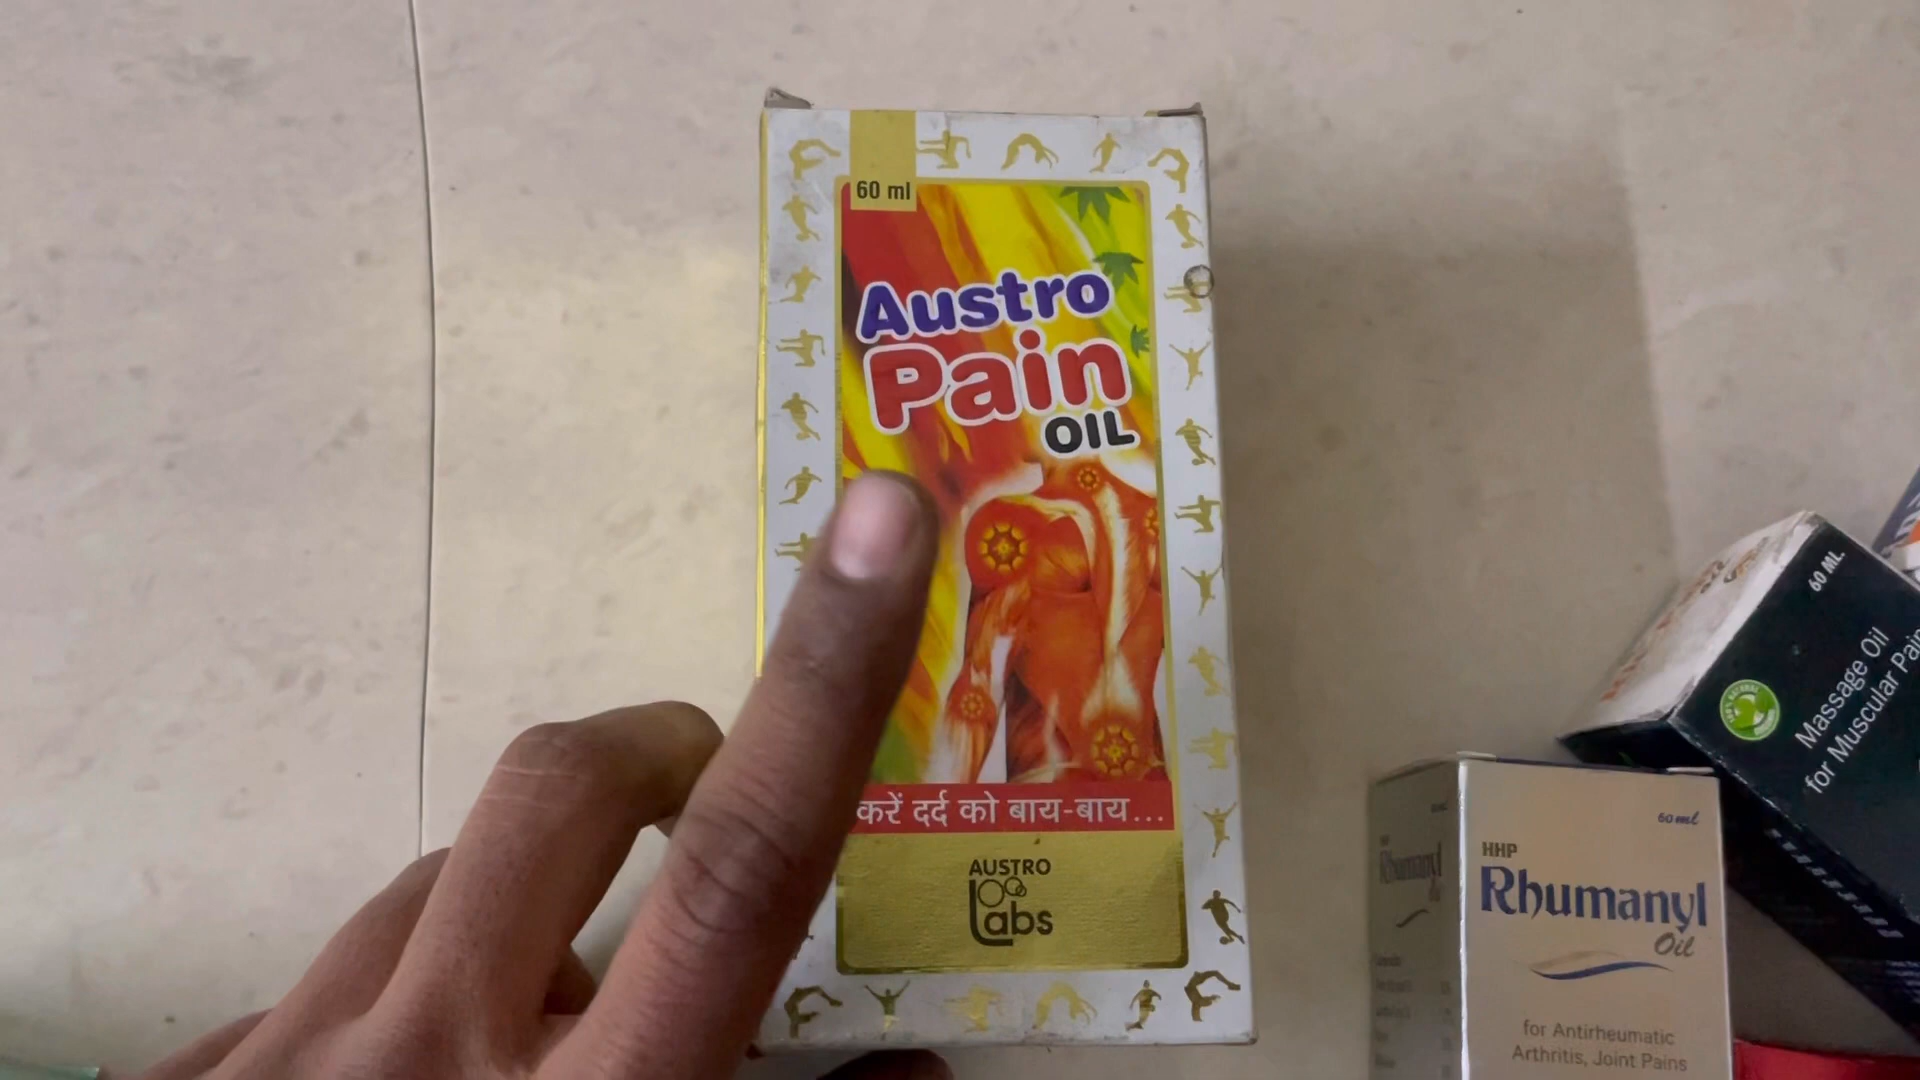 60 ml
Austro
Pain
OIL
करें दर्द को बाय-बाय...
AUSTRO
Labs
60 ML.
Massage Oil
for Muscular Pain
60 ml
HHP
Rhumanyl
Oil
for Antirheumatic
Arthritis, Joint Pains
Rhumanyl